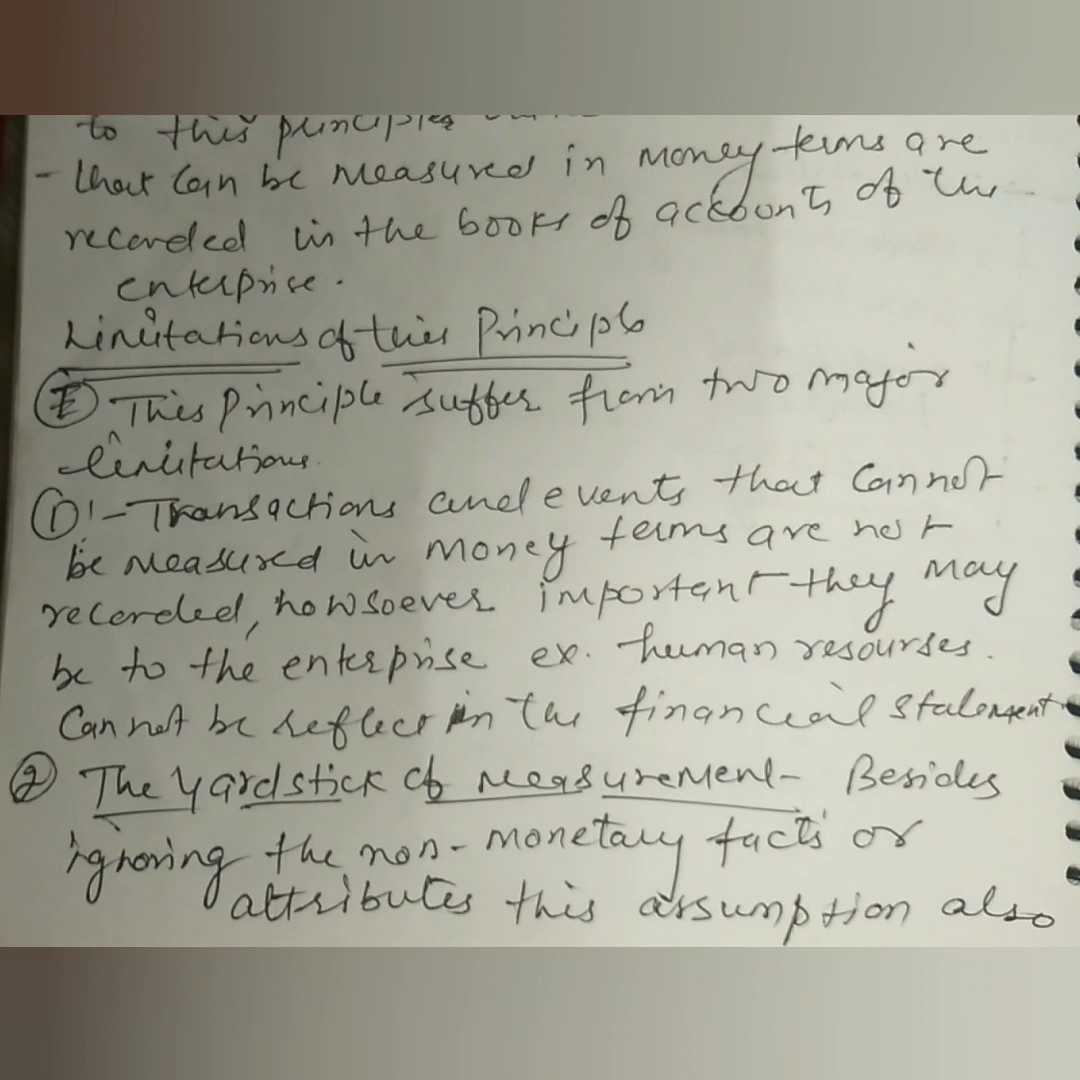 to this principles
- that Can be Measured in Money terms are
recorded in the books of accounts of the
enterprise.
Limitations of this Principle
① This Principle suffer from two major
limitations.
①:- Transactions and events that Cannot
be Measured in Money terms are not
recorded, howsoever important they may
be to the enterprise ex. human resourses.
Can not be reflect in the financial Statement.
② The Yardstick of Measurement- Besides
ignoring the non-monetary facts or
attributes this assumption also